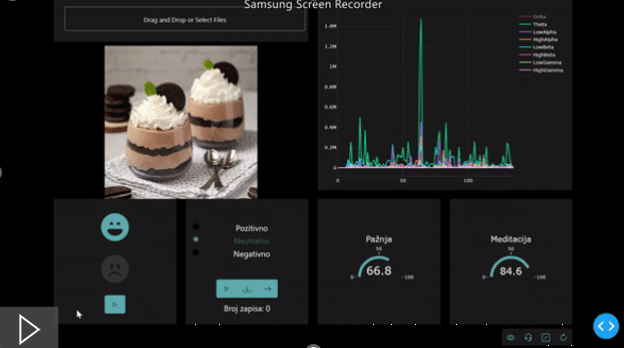 Samsung Screen Recorder
Drag and Drop or Select Files
1.4M
1.2M
1M
0.8M
0.6M
0.4M
0.2M
0
0
50
100
Delta
Theta
LowAlpha
HighAlpha
LowBeta
HighBeta
LowGamma
HighGamma
Pozitivno
Neutralno
Negativno
Broj zapisa: 0
Pažnja
50
0
100
66.8
Meditacija
50
0
100
84.6